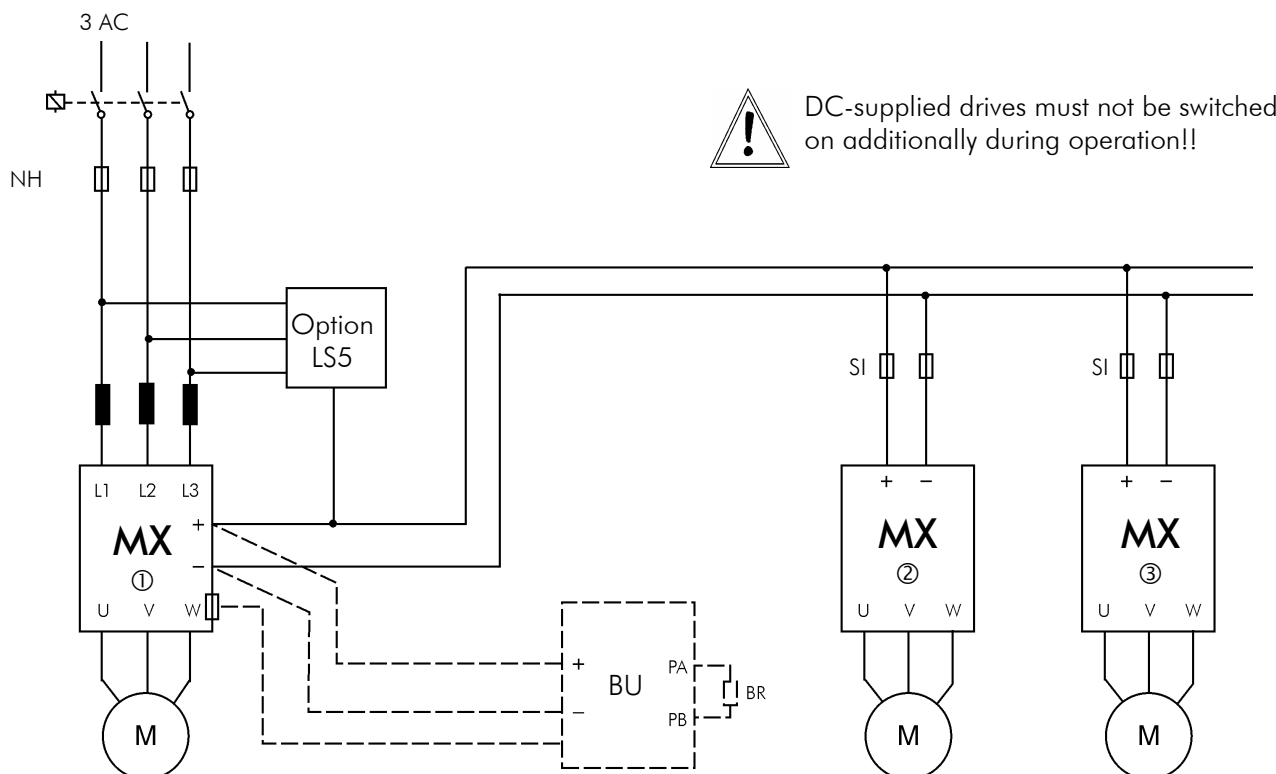 3 AC
DC-supplied drives must not be switched
on additionally during operation!!
NH
Option
LS5
SI
SI
L1 L2 L3
+
MX
–
①
U V W
+ –
MX
②
U V W
+ –
MX
③
U V W
+
PA
BU
BR
–
PB
M
M
M